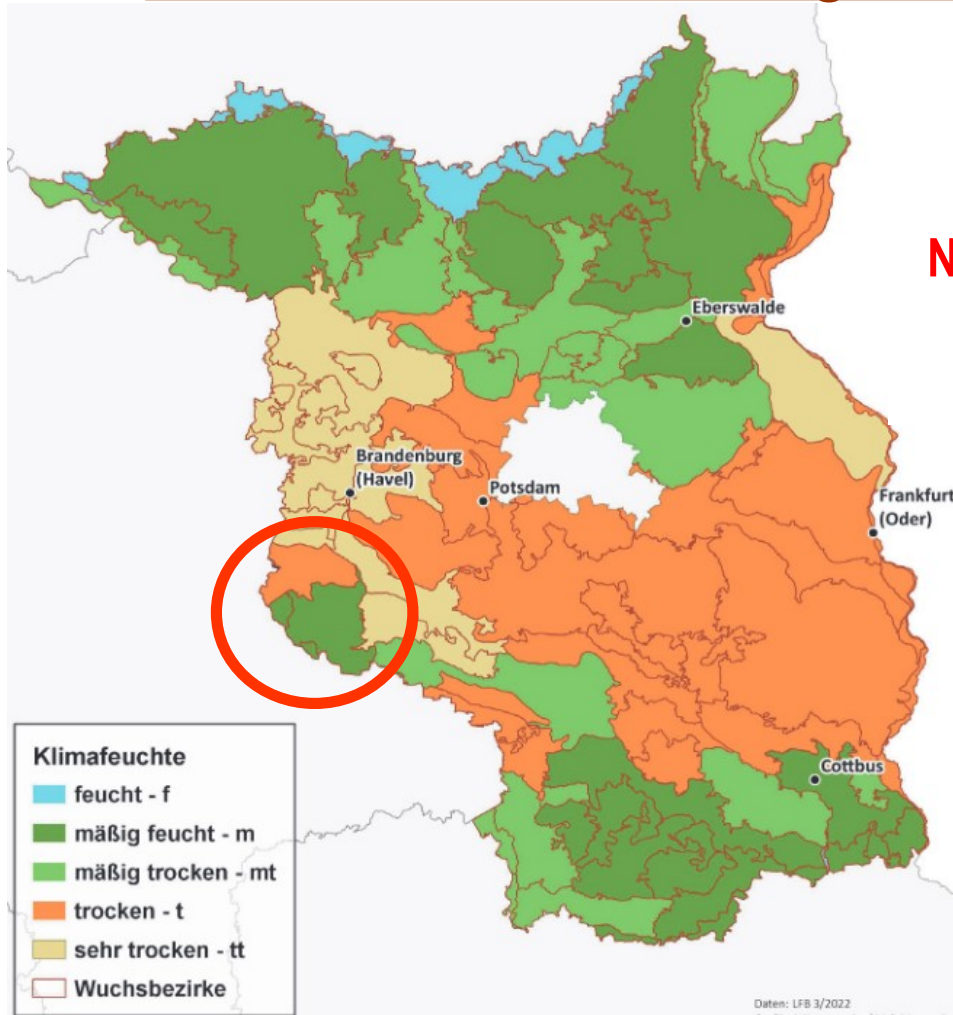 N
Eberswalde
Brandenburg
(Havel)
Potsdam
Frankfurt
(Oder)
Cottbus
Klimafeuchte
feucht - f
mäßig feucht - m
mäßig trocken - mt
trocken - t
sehr trocken - tt
Wuchsbezirke
Daten: LFB 3/2022